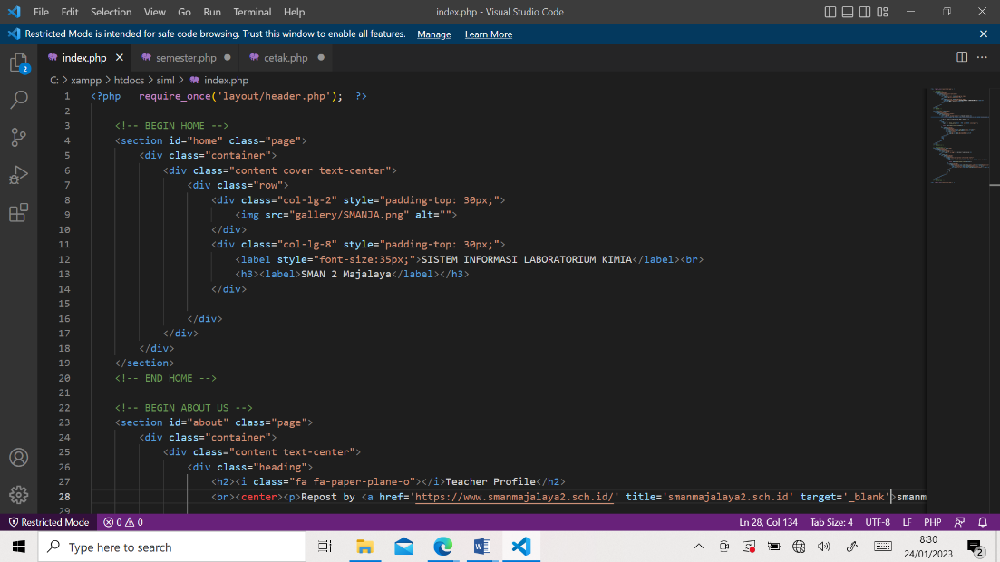 File Edit Selection View Go Run Terminal Help index.php - Visual Studio Code
Restricted Mode is intended for safe code browsing. Trust this window to enable all features. Manage Learn More
index.php semester.php cetak.php
C: > xampp > htdocs > siml > index.php
1 <?php   require_once('layout/header.php');  ?>
2
3 <!-- BEGIN HOME -->
4 <section id="home" class="page">
5 <div class="container">
6 <div class="content cover text-center">
7 <div class="row">
8 <div class="col-lg-2" style="padding-top: 30px;">
9 <img src="gallery/SMANJA.png" alt="">
10 </div>
11 <div class="col-lg-8" style="padding-top: 30px;">
12 <label style="font-size:35px;">SISTEM INFORMASI LABORATORIUM KIMIA</label><br>
13 <h3><label>SMAN 2 Majalaya</label></h3>
14 </div>
15
16 </div>
17 </div>
18 </div>
19 </section>
20 <!-- END HOME -->
21
22 <!-- BEGIN ABOUT US -->
23 <section id="about" class="page">
24 <div class="container">
25 <div class="content text-center">
26 <div class="heading">
27 <h2><i class="fa fa-paper-plane-o"></i>Teacher Profile</h2>
28 <br><center><p>Repost by <a href='https://www.smanmajalaya2.sch.id/' title='smanmajalaya2.sch.id' target='_blank'>smanm
29
2
Restricted Mode 0 0 Ln 28, Col 134 Tab Size: 4 UTF-8 LF PHP
Type here to search
8:30
24/01/2023
2